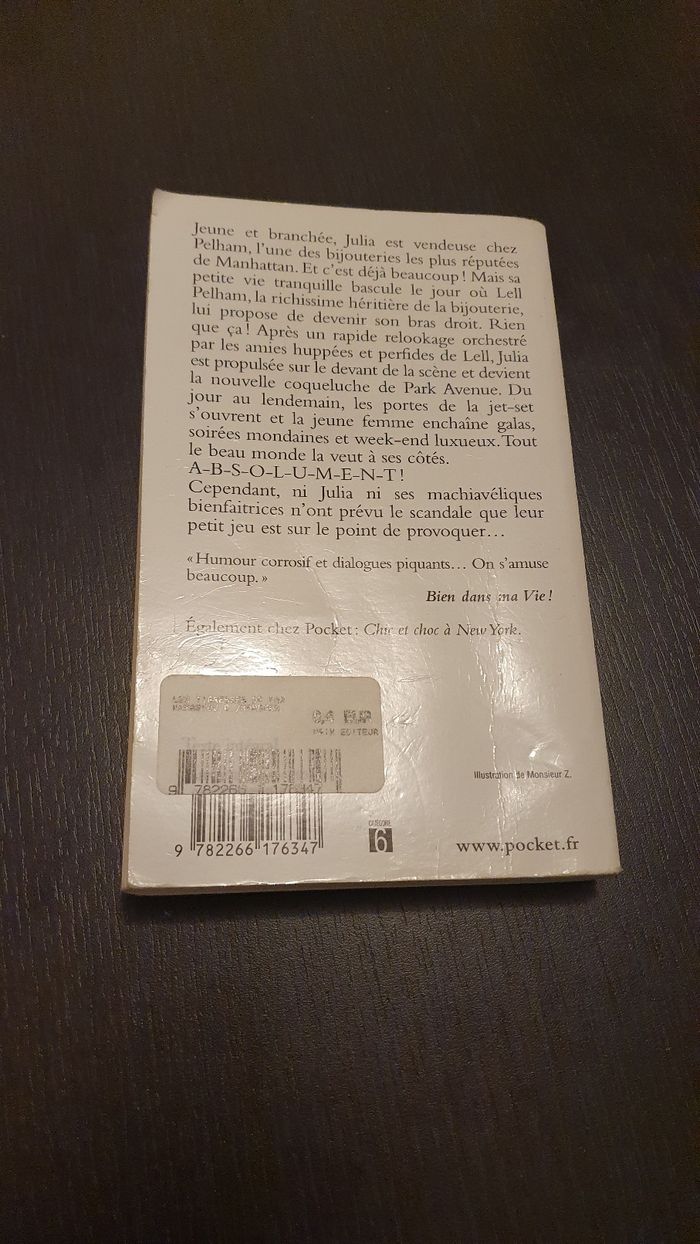 Jeune et branchée, Julia est vendeuse chez
Pelham, l'une des bijouteries les plus réputées
de Manhattan. Et c'est déjà beaucoup ! Mais sa
petite vie tranquille bascule le jour où Lell
Pelham, la richissime héritière de la bijouterie,
lui propose de devenir son bras droit. Rien
que ça ! Après un rapide relookage orchestré
par les amies huppées et perfides de Lell, Julia
est propulsée sur le devant de la scène et devient
la nouvelle coqueluche de Park Avenue. Du
jour au lendemain, les portes de la jet-set
s'ouvrent et la jeune femme enchaîne galas,
soirées mondaines et week-end luxueux. Tout
le beau monde la veut à ses côtés.
A-B-S-O-L-U-M-E-N-T !
Cependant, ni Julia ni ses machiavéliques
bienfaitrices n'ont prévu le scandale que leur
petit jeu est sur le point de provoquer…
« Humour corrosif et dialogues piquants… On s'amuse
beaucoup. »
Bien dans ma Vie !
Également chez Pocket : Chic et choc à New York.
EUR
PRIX EDITEUR
Illustration de Monsieur Z.
9 782266 176347
CATÉGORIE
6
9 782266 176347
www.pocket.fr